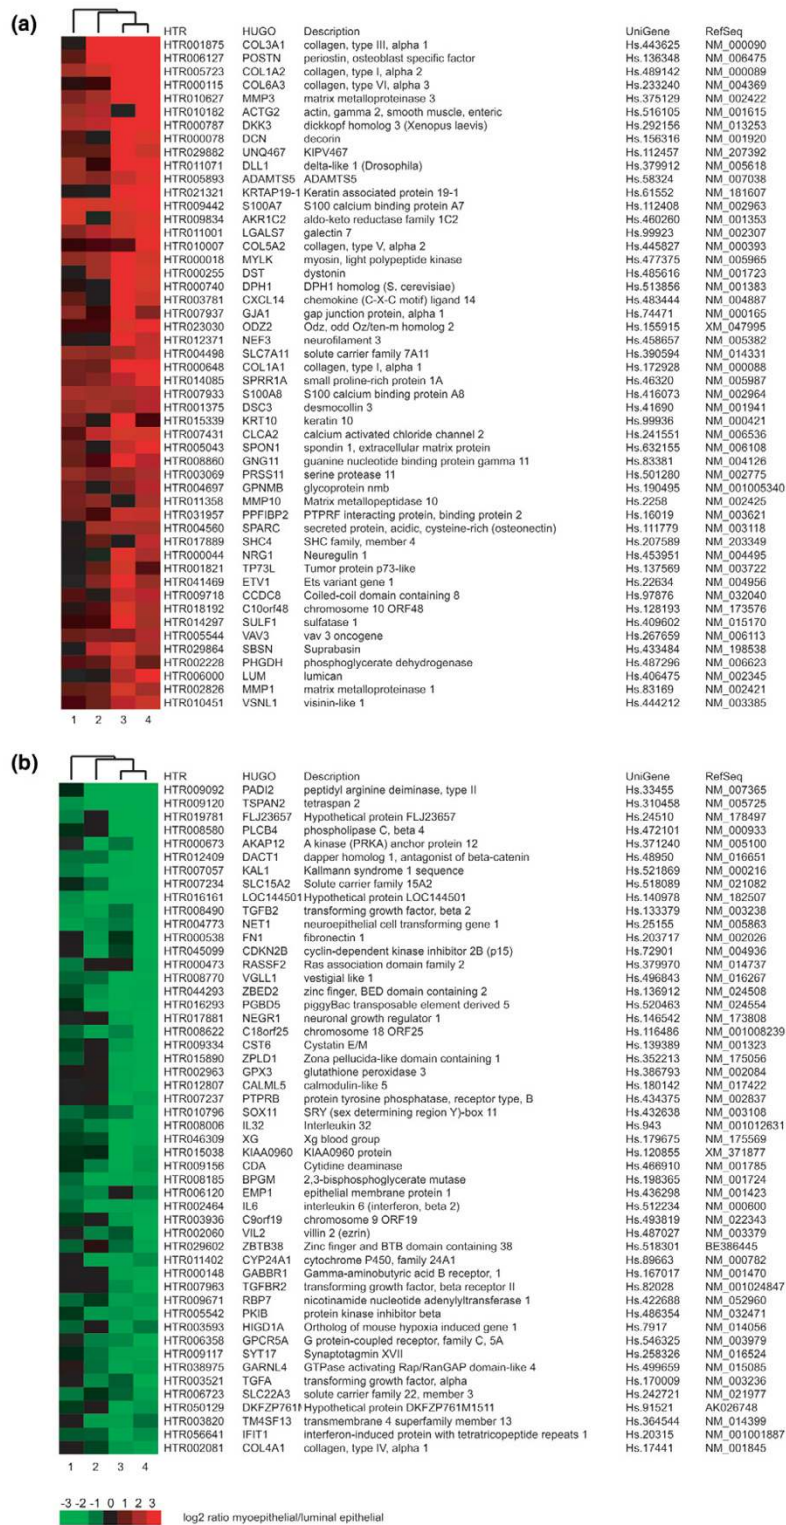 (a)
HTR HUGO Description UniGene RefSeq
HTR001875 COL3A1 collagen, type III, alpha 1 Hs.443625 NM_000090
HTR006127 POSTN periostin, osteoblast specific factor Hs.136348 NM_006475
HTR005723 COL1A2 collagen, type I, alpha 2 Hs.489142 NM_000089
HTR000115 COL6A3 collagen, type VI, alpha 3 Hs.233240 NM_004369
HTR010627 MMP3 matrix metalloproteinase 3 Hs.375129 NM_002422
HTR010182 ACTG2 actin, gamma 2, smooth muscle, enteric Hs.516105 NM_001615
HTR000787 DKK3 dickkopf homolog 3 (Xenopus laevis) Hs.292156 NM_013253
HTR000078 DCN decorin Hs.156316 NM_001920
HTR029882 UNQ467 KIPV467 Hs.112457 NM_207392
HTR011071 DLL1 delta-like 1 (Drosophila) Hs.379912 NM_005618
HTR005893 ADAMTS5 ADAMTS5 Hs.58324 NM_007038
HTR021321 KRTAP19-1 Keratin associated protein 19-1 Hs.61552 NM_181607
HTR009442 S100A7 S100 calcium binding protein A7 Hs.112408 NM_002963
HTR009834 AKR1C2 aldo-keto reductase family 1C2 Hs.460260 NM_001353
HTR011001 LGALS7 galectin 7 Hs.99923 NM_002307
HTR010007 COL5A2 collagen, type V, alpha 2 Hs.445827 NM_000393
HTR000018 MYLK myosin, light polypeptide kinase Hs.477375 NM_005965
HTR000255 DST dystonin Hs.485616 NM_001723
HTR000740 DPH1 DPH1 homolog (S. cerevisiae) Hs.513856 NM_001383
HTR003781 CXCL14 chemokine (C-X-C motif) ligand 14 Hs.483444 NM_004887
HTR007937 GJA1 gap junction protein, alpha 1 Hs.74471 NM_000165
HTR023030 ODZ2 Odz, odd Oz/ten-m homolog 2 Hs.155915 XM_047995
HTR012371 NEF3 neurofilament 3 Hs.458657 NM_005382
HTR004498 SLC7A11 solute carrier family 7A11 Hs.390594 NM_014331
HTR000648 COL1A1 collagen, type I, alpha 1 Hs.172928 NM_000088
HTR014085 SPRR1A small proline-rich protein 1A Hs.46320 NM_005987
HTR007933 S100A8 S100 calcium binding protein A8 Hs.416073 NM_002964
HTR001375 DSC3 desmocollin 3 Hs.41690 NM_001941
HTR015339 KRT10 keratin 10 Hs.99936 NM_000421
HTR007431 CLCA2 calcium activated chloride channel 2 Hs.241551 NM_006536
HTR005043 SPON1 spondin 1, extracellular matrix protein Hs.632155 NM_006108
HTR008860 GNG11 guanine nucleotide binding protein gamma 11 Hs.83381 NM_004126
HTR003069 PRSS11 serine protease 11 Hs.501280 NM_002775
HTR004697 GPNMB glycoprotein nmb Hs.190495 NM_001005340
HTR011358 MMP10 Matrix metallopeptidase 10 Hs.2258 NM_002425
HTR031957 PPFIBP2 PTPRF interacting protein, binding protein 2 Hs.16019 NM_003621
HTR004560 SPARC secreted protein, acidic, cysteine-rich (osteonectin) Hs.111779 NM_003118
HTR017889 SHC4 SHC family, member 4 Hs.207589 NM_203349
HTR000044 NRG1 Neuregulin 1 Hs.453951 NM_004495
HTR001821 TP73L Tumor protein p73-like Hs.137569 NM_003722
HTR041469 ETV1 Ets variant gene 1 Hs.22634 NM_004956
HTR009718 CCDC8 Coiled-coil domain containing 8 Hs.97876 NM_032040
HTR018192 C10orf48 chromosome 10 ORF48 Hs.128193 NM_173576
HTR014297 SULF1 sulfatase 1 Hs.409602 NM_015170
HTR005544 VAV3 vav 3 oncogene Hs.267659 NM_006113
HTR029864 SBSN Suprabasin Hs.433484 NM_198538
HTR002228 PHGDH phosphoglycerate dehydrogenase Hs.487296 NM_006623
HTR006000 LUM lumican Hs.406475 NM_002345
HTR002826 MMP1 matrix metalloproteinase 1 Hs.83169 NM_002421
HTR010451 VSNL1 visinin-like 1 Hs.444212 NM_003385
1 2 3 4
(b)
HTR HUGO Description UniGene RefSeq
HTR009092 PADI2 peptidyl arginine deiminase, type II Hs.33455 NM_007365
HTR009120 TSPAN2 tetraspan 2 Hs.310458 NM_005725
HTR019781 FLJ23657 Hypothetical protein FLJ23657 Hs.24510 NM_178497
HTR008580 PLCB4 phospholipase C, beta 4 Hs.472101 NM_000933
HTR000673 AKAP12 A kinase (PRKA) anchor protein 12 Hs.371240 NM_005100
HTR012409 DACT1 dapper homolog 1, antagonist of beta-catenin Hs.48950 NM_016651
HTR007057 KAL1 Kallmann syndrome 1 sequence Hs.521869 NM_000216
HTR007234 SLC15A2 Solute carrier family 15A2 Hs.518089 NM_021082
HTR016161 LOC144501 Hypothetical protein LOC144501 Hs.140978 NM_182507
HTR008490 TGFB2 transforming growth factor, beta 2 Hs.133379 NM_003238
HTR004773 NET1 neuroepithelial cell transforming gene 1 Hs.25155 NM_005863
HTR000538 FN1 fibronectin 1 Hs.203717 NM_002026
HTR045099 CDKN2B cyclin-dependent kinase inhibitor 2B (p15) Hs.72901 NM_004936
HTR000473 RASSF2 Ras association domain family 2 Hs.379970 NM_014737
HTR008770 VGLL1 vestigial like 1 Hs.496843 NM_016267
HTR044293 ZBED2 zinc finger, BED domain containing 2 Hs.136912 NM_024508
HTR016293 PGBD5 piggyBac transposable element derived 5 Hs.520463 NM_024554
HTR017881 NEGR1 neuronal growth regulator 1 Hs.146542 NM_173808
HTR008622 C18orf25 chromosome 18 ORF25 Hs.116486 NM_001008239
HTR009334 CST6 Cystatin E/M Hs.139389 NM_001323
HTR015890 ZPLD1 Zona pellucida-like domain containing 1 Hs.352213 NM_175056
HTR002963 GPX3 glutathione peroxidase 3 Hs.386793 NM_002084
HTR012807 CALML5 calmodulin-like 5 Hs.180142 NM_017422
HTR007237 PTPRB protein tyrosine phosphatase, receptor type, B Hs.434375 NM_002837
HTR010796 SOX11 SRY (sex determining region Y)-box 11 Hs.432638 NM_003108
HTR008006 IL32 Interleukin 32 Hs.943 NM_001012631
HTR046309 XG Xg blood group Hs.179675 NM_175569
HTR015038 KIAA0960 KIAA0960 protein Hs.120855 XM_371877
HTR009156 CDA Cytidine deaminase Hs.466910 NM_001785
HTR008185 BPGM 2,3-bisphosphoglycerate mutase Hs.198365 NM_001724
HTR006120 EMP1 epithelial membrane protein 1 Hs.436298 NM_001423
HTR002464 IL6 interleukin 6 (interferon, beta 2) Hs.512234 NM_000600
HTR003936 C9orf19 chromosome 9 ORF19 Hs.493819 NM_022343
HTR002060 VIL2 villin 2 (ezrin) Hs.487027 NM_003379
HTR029602 ZBTB38 Zinc finger and BTB domain containing 38 Hs.518301 BE386445
HTR011402 CYP24A1 cytochrome P450, family 24A1 Hs.89663 NM_000782
HTR000148 GABBR1 Gamma-aminobutyric acid B receptor, 1 Hs.167017 NM_001470
HTR007963 TGFBR2 transforming growth factor, beta receptor II Hs.82028 NM_001024847
HTR009671 RBP7 nicotinamide nucleotide adenylyltransferase 1 Hs.422688 NM_052960
HTR005542 PKIB protein kinase inhibitor beta Hs.486354 NM_032471
HTR003593 HIGD1A Ortholog of mouse hypoxia induced gene 1 Hs.7917 NM_014056
HTR006358 GPCR5A G protein-coupled receptor, family C, 5A Hs.546325 NM_003979
HTR009117 SYT17 Synaptotagmin XVII Hs.258326 NM_016524
HTR038975 GARNL4 GTPase activating Rap/RanGAP domain-like 4 Hs.499659 NM_015085
HTR003521 TGFA transforming growth factor, alpha Hs.170009 NM_003236
HTR006723 SLC22A3 solute carrier family 22, member 3 Hs.242721 NM_021977
HTR050129 DKFZP761M Hypothetical protein DKFZP761M1511 Hs.91521 AK026748
HTR003820 TM4SF13 transmembrane 4 superfamily member 13 Hs.364544 NM_014399
HTR056641 IFIT1 interferon-induced protein with tetratricopeptide repeats 1 Hs.20315 NM_001001887
HTR002081 COL4A1 collagen, type IV, alpha 1 Hs.17441 NM_001845
1 2 3 4
-3 -2 -1 0 1 2 3
log2 ratio myoepithelial/luminal epithelial